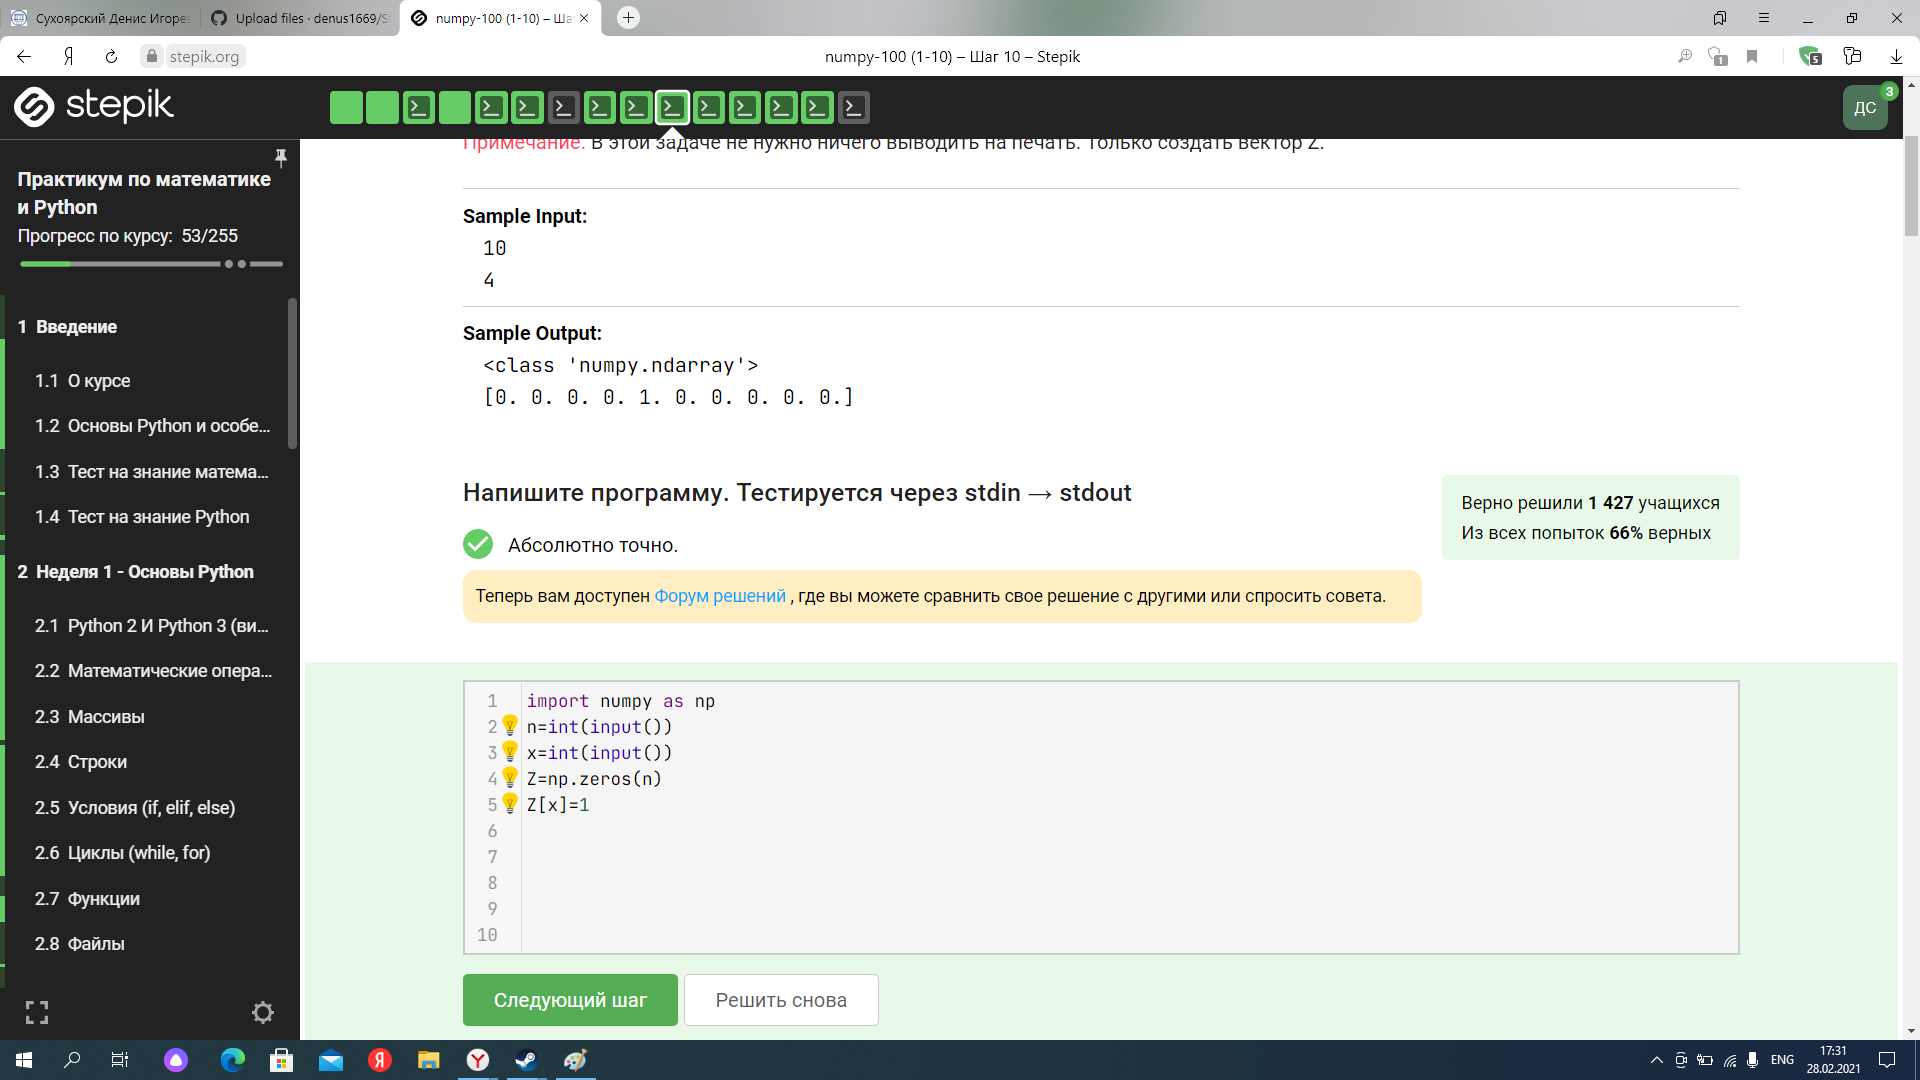 Сухоярский Денис Игорев
Upload files · denus1669/S
numpy-100 (1-10) – Ша
stepik.org
numpy-100 (1-10) – Шаг 10 – Stepik
1
5
stepik
ДС
3
Практикум по математике
и Python
Прогресс по курсу: 53/255
1 Введение
1.1 О курсе
1.2 Основы Python и особе...
1.3 Тест на знание матема...
1.4 Тест на знание Python
2 Неделя 1 - Основы Python
2.1 Python 2 И Python 3 (ви...
2.2 Математические опера...
2.3 Массивы
2.4 Строки
2.5 Условия (if, elif, else)
2.6 Циклы (while, for)
2.7 Функции
2.8 Файлы
Примечание. В этой задаче не нужно ничего выводить на печать. Только создать вектор Z.
Sample Input:
10
4
Sample Output:
<class 'numpy.ndarray'>
[0. 0. 0. 0. 1. 0. 0. 0. 0. 0.]
Напишите программу. Тестируется через stdin → stdout
Верно решили 1 427 учащихся
Из всех попыток 66% верных
Абсолютно точно.
Теперь вам доступен Форум решений , где вы можете сравнить свое решение с другими или спросить совета.
1 import numpy as np
2 n=int(input())
3 x=int(input())
4 Z=np.zeros(n)
5 Z[x]=1
6
7
8
9
10
Следующий шаг
Решить снова
ENG
17:31
28.02.2021